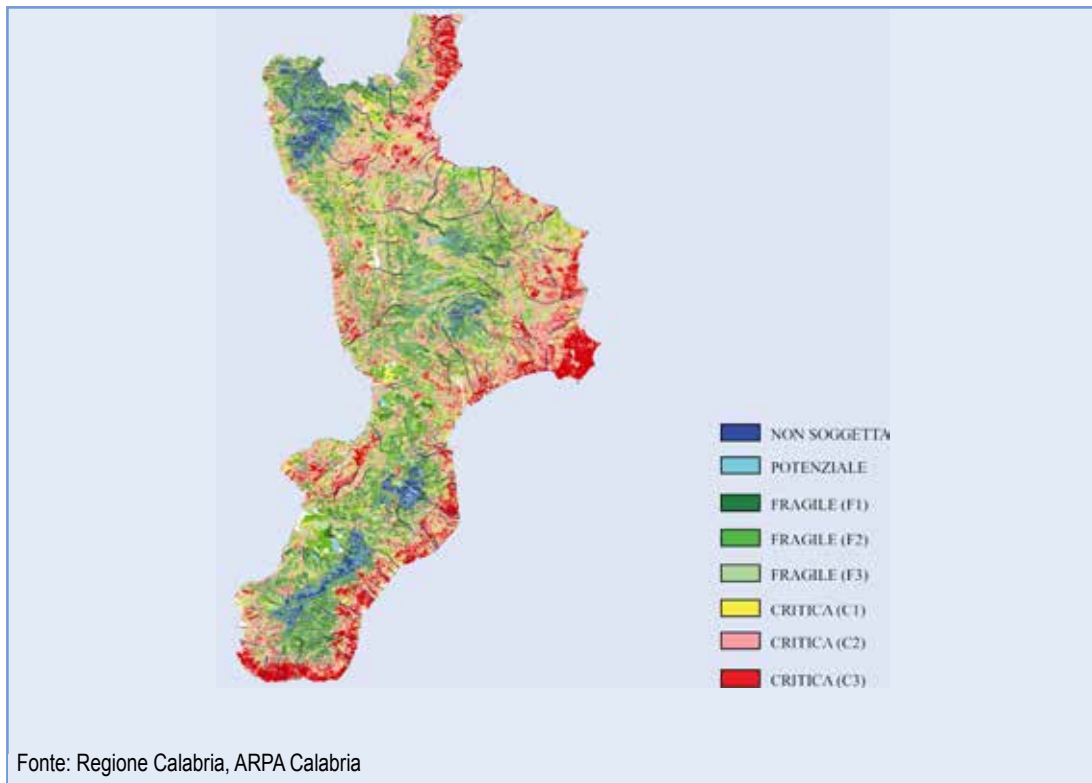 NON SOGGETTA
POTENZIALE
FRAGILE (F1)
FRAGILE (F2)
FRAGILE (F3)
CRITICA (C1)
CRITICA (C2)
CRITICA (C3)
Fonte: Regione Calabria, ARPA Calabria